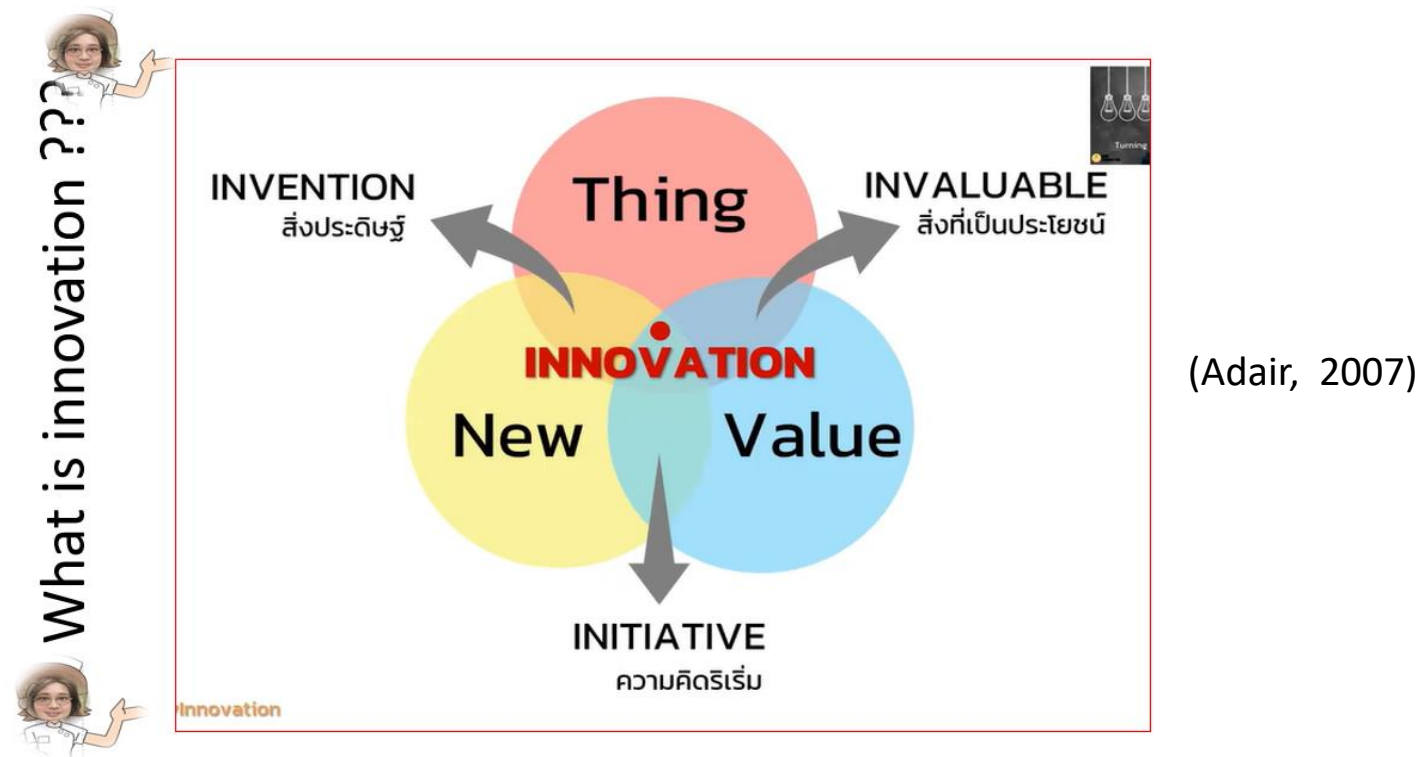 What is innovation ???
Turning
INVENTION
สิ่งประดิษฐ์
Thing
INVALUABLE
สิ่งที่เป็นประโยชน์
INNOVATION
New
Value
(Adair, 2007)
INITIATIVE
ความคิดริเริ่ม
Innovation